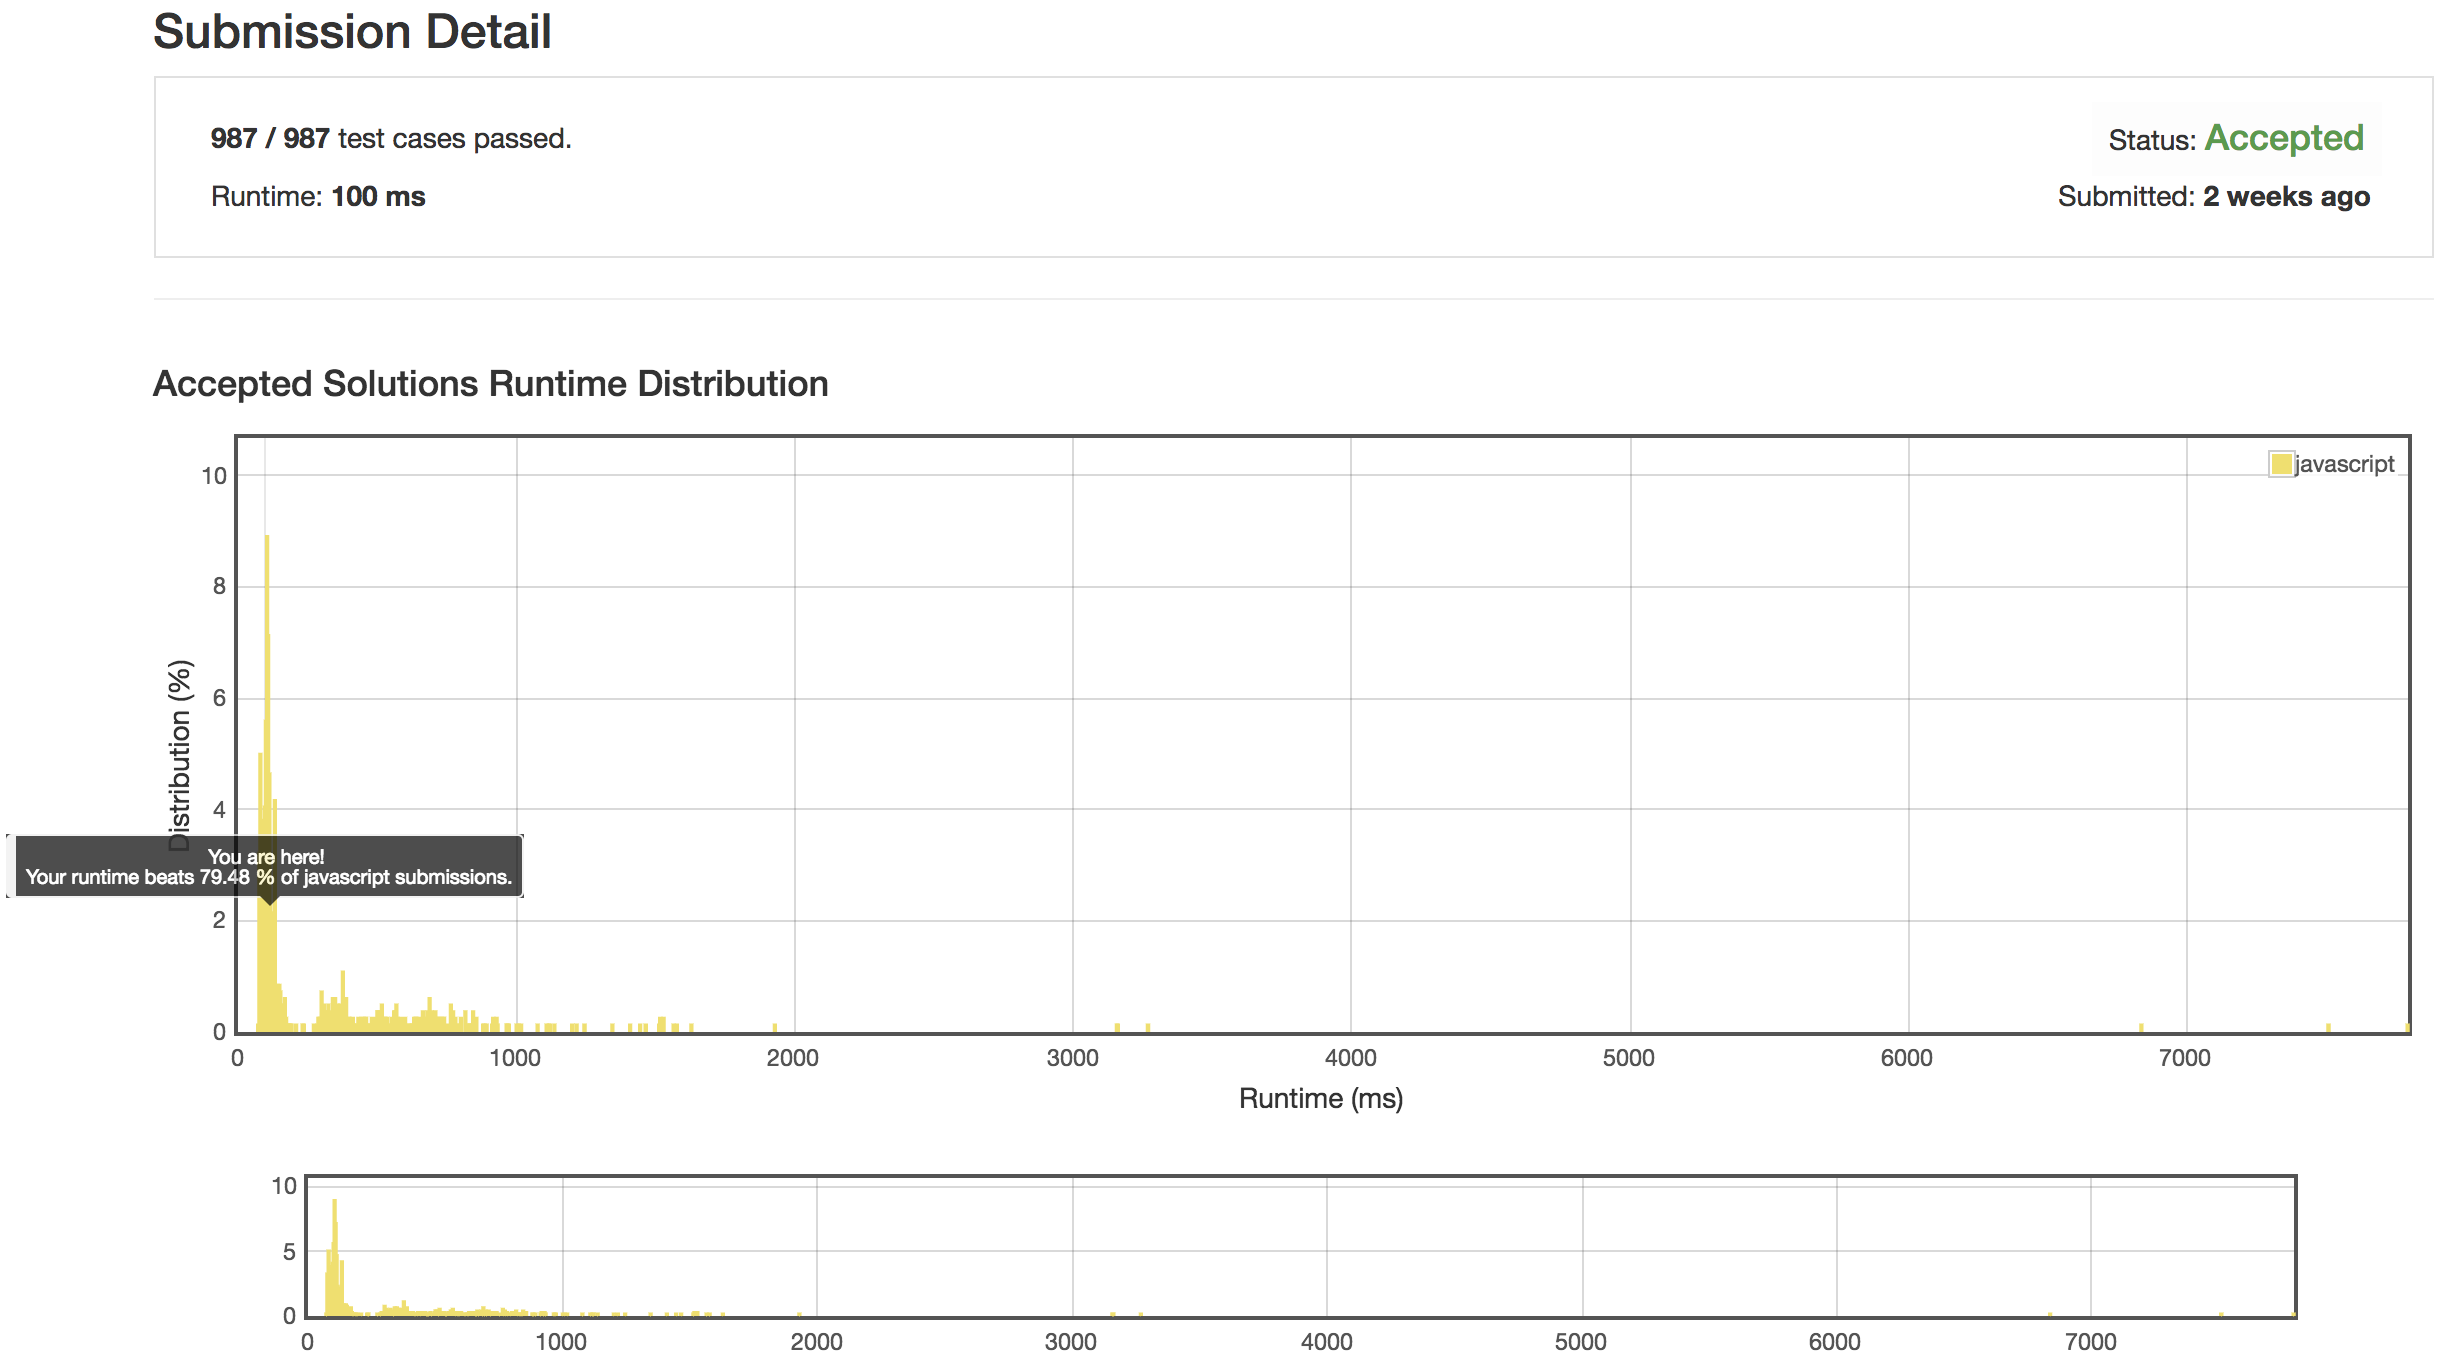 Submission Detail
987 / 987 test cases passed.
Status: Accepted
Runtime: 100 ms
Submitted: 2 weeks ago
Accepted Solutions Runtime Distribution
javascript
10
8
6
4
2
0
Distribution (%)
You are here!
Your runtime beats 79.48 % of javascript submissions.
0 1000 2000 3000 4000 5000 6000 7000
Runtime (ms)
10
5
0
0 1000 2000 3000 4000 5000 6000 7000